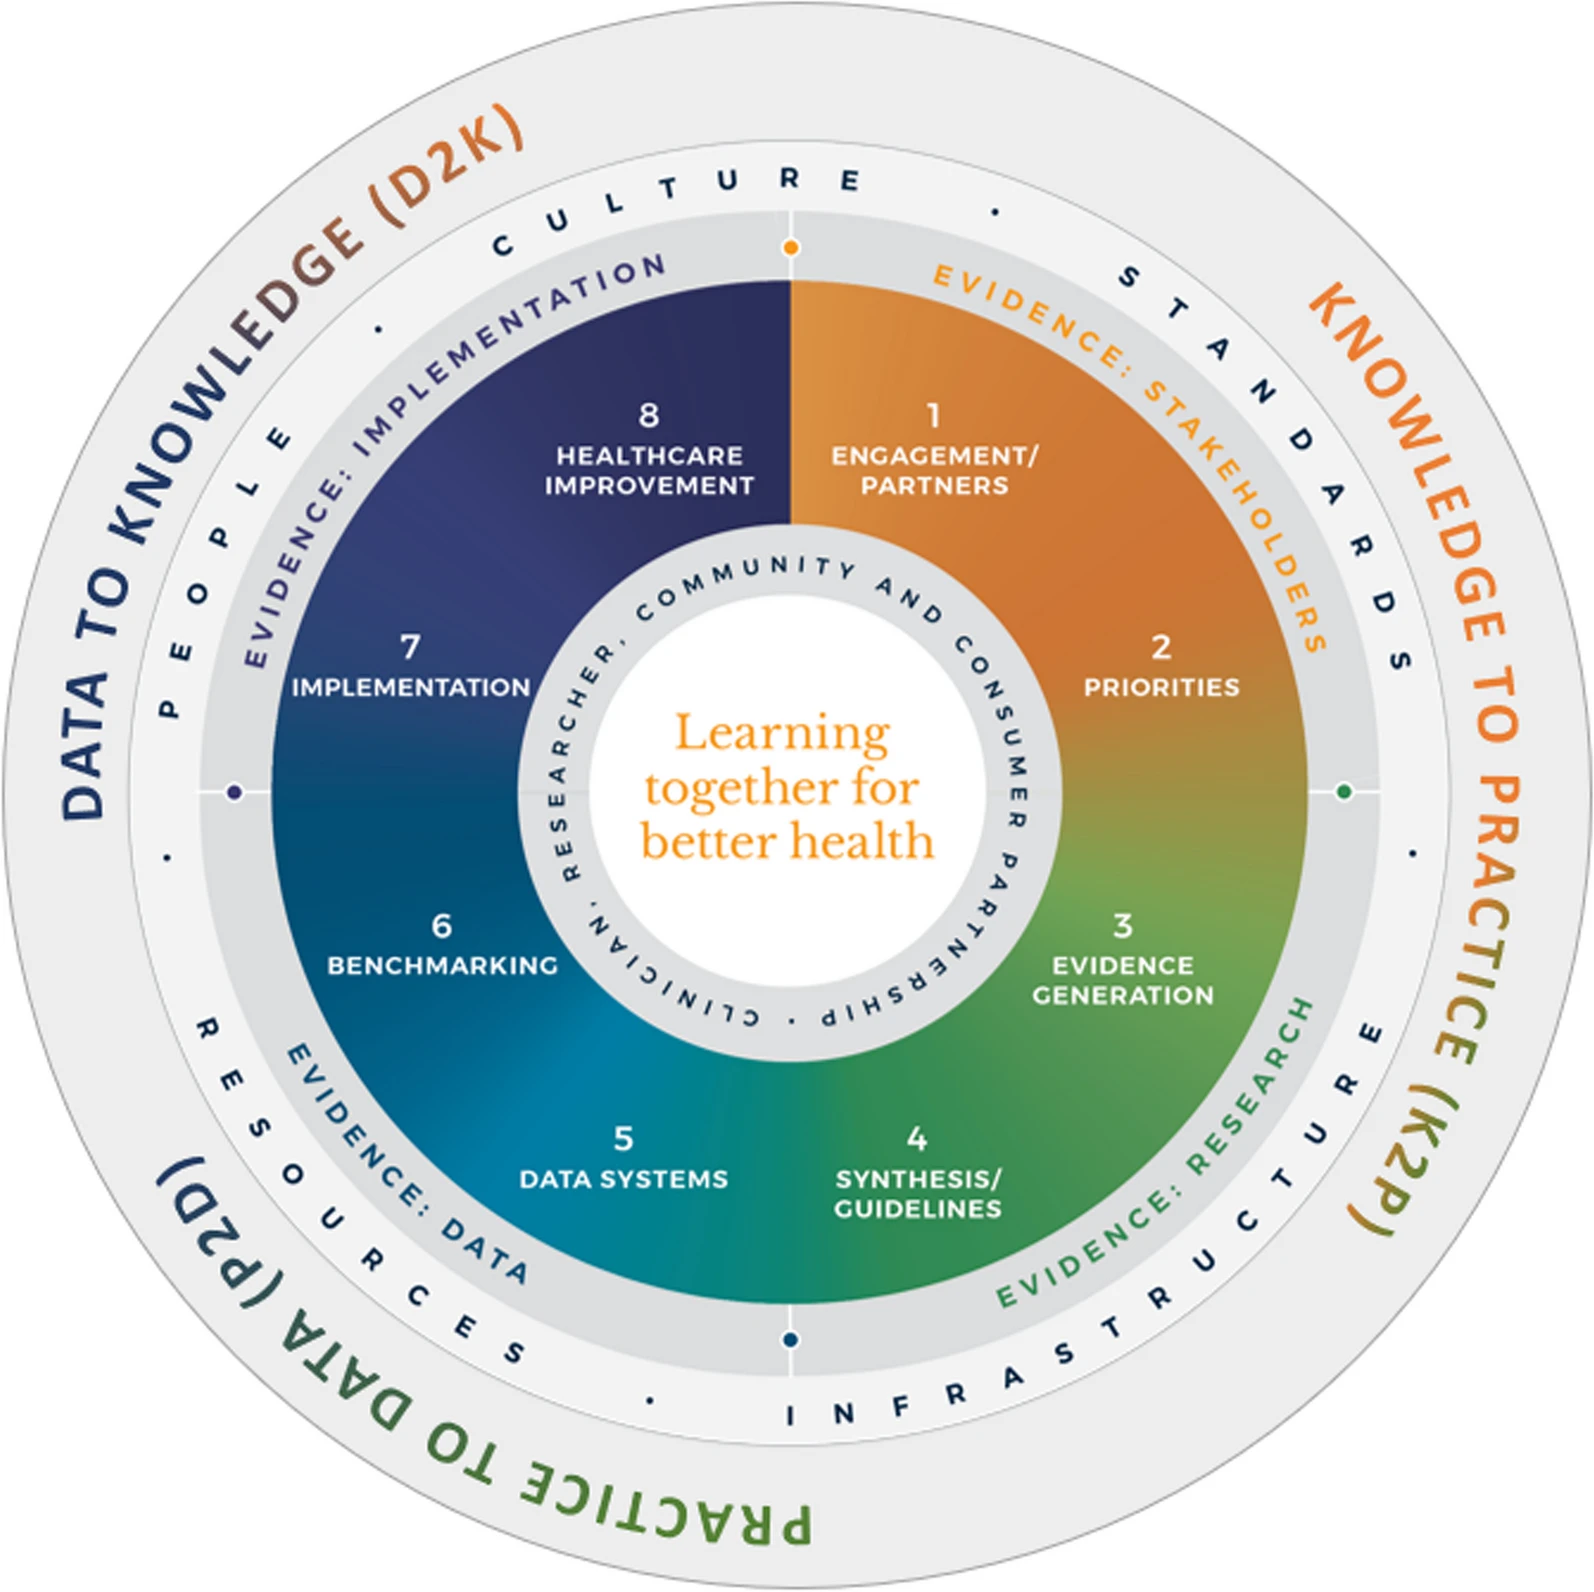 DATA TO KNOWLEDGE (D2K)
KNOWLEDGE TO PRACTICE (K2P)
PRACTICE TO DATA (P2D)
PEOPLE · CULTURE · STANDARDS · INFRASTRUCTURE · RESOURCES ·
EVIDENCE: IMPLEMENTATION
EVIDENCE: STAKEHOLDERS
EVIDENCE: RESEARCH
EVIDENCE: DATA
1
ENGAGEMENT/
PARTNERS
2
PRIORITIES
3
EVIDENCE
GENERATION
4
SYNTHESIS/
GUIDELINES
5
DATA SYSTEMS
6
BENCHMARKING
7
IMPLEMENTATION
8
HEALTHCARE
IMPROVEMENT
CLINICIAN, RESEARCHER, COMMUNITY AND CONSUMER PARTNERSHIP ·
Learning
together for
better health